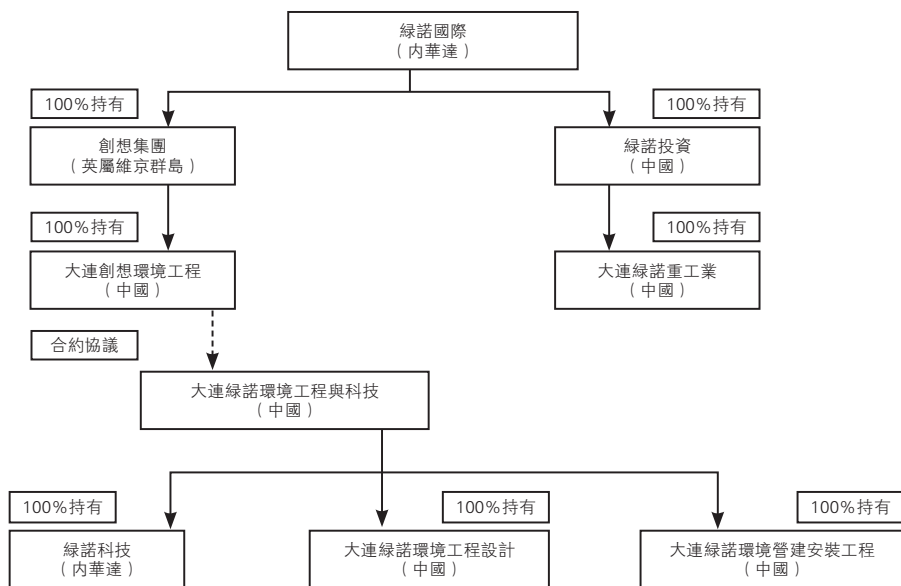 綠諾國際
（內華達）
100%持有
100%持有
創想集團
（英屬維京群島）
綠諾投資
（中國）
100%持有
100%持有
大連創想環境工程
（中國）
大連綠諾重工業
（中國）
合約協議
大連綠諾環境工程與科技
（中國）
100%持有
100%持有
100%持有
綠諾科技
（內華達）
大連綠諾環境工程設計
（中國）
大連綠諾環境營建安裝工程
（中國）